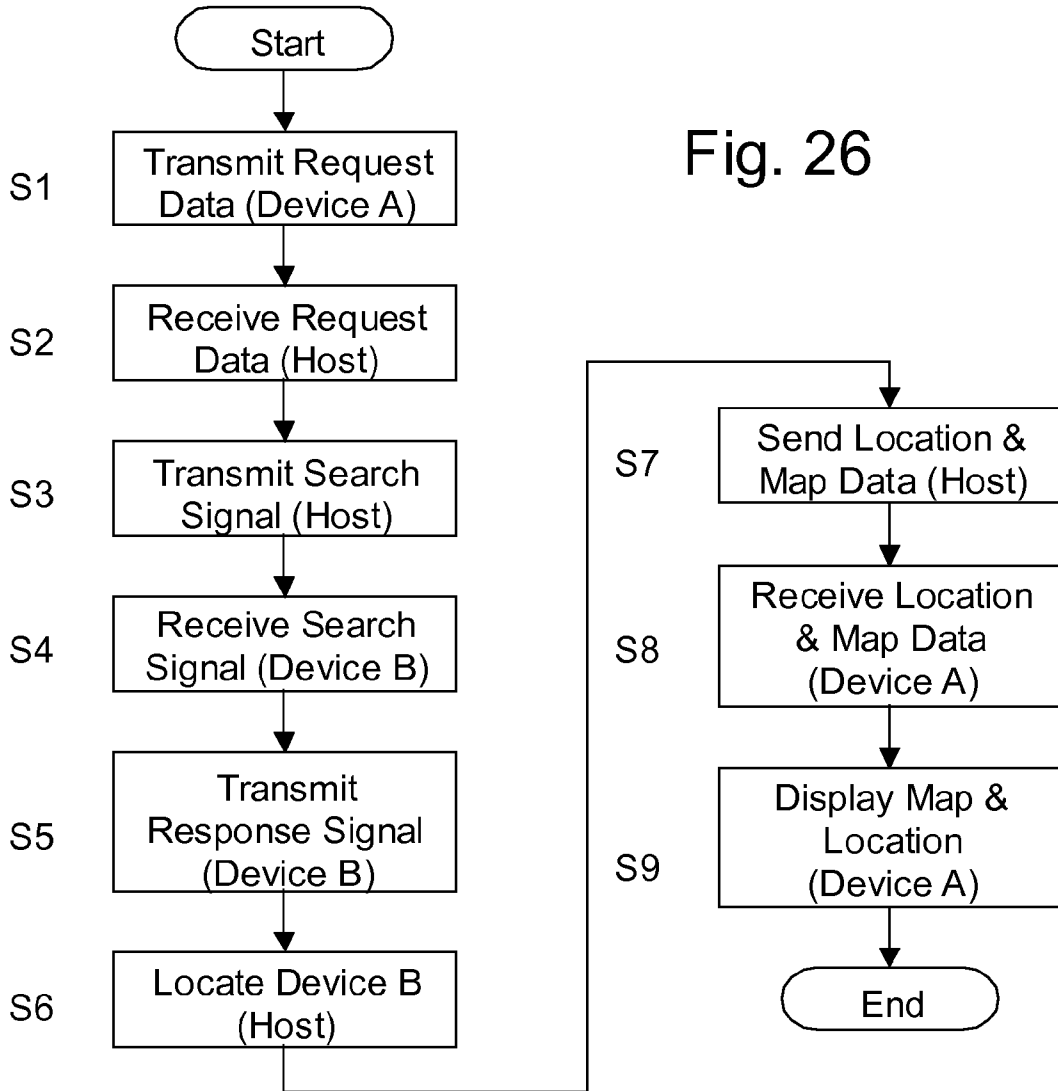 Start
Fig. 26
S1
Transmit Request
Data (Device A)
S2
Receive Request
Data (Host)
S3
Transmit Search
Signal (Host)
S4
Receive Search
Signal (Device B)
S5
Transmit
Response Signal
(Device B)
S6
Locate Device B
(Host)
S7
Send Location &
Map Data (Host)
S8
Receive Location
& Map Data
(Device A)
S9
Display Map &
Location
(Device A)
End